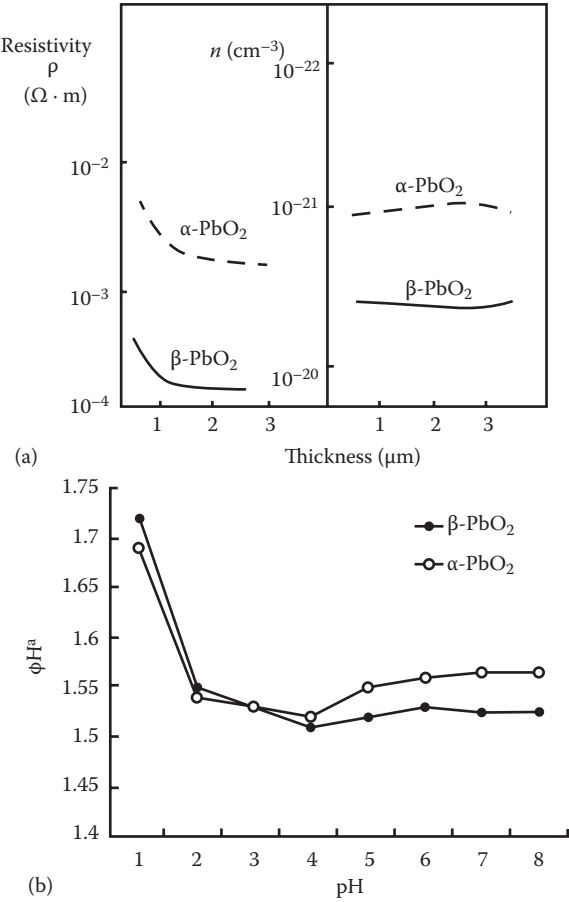 Resistivity
ρ
(Ω · m)
10⁻²
10⁻³
10⁻⁴
α-PbO₂
β-PbO₂
1 2 3
n (cm⁻³)
10⁻²²
10⁻²¹
10⁻²⁰
α-PbO₂
β-PbO₂
1 2 3
(a)
Thickness (μm)
1.75
1.7
1.65
1.6
1.55
1.5
1.45
1.4
ϕHᵃ
β-PbO₂
α-PbO₂
1 2 3 4 5 6 7 8
(b)
pH